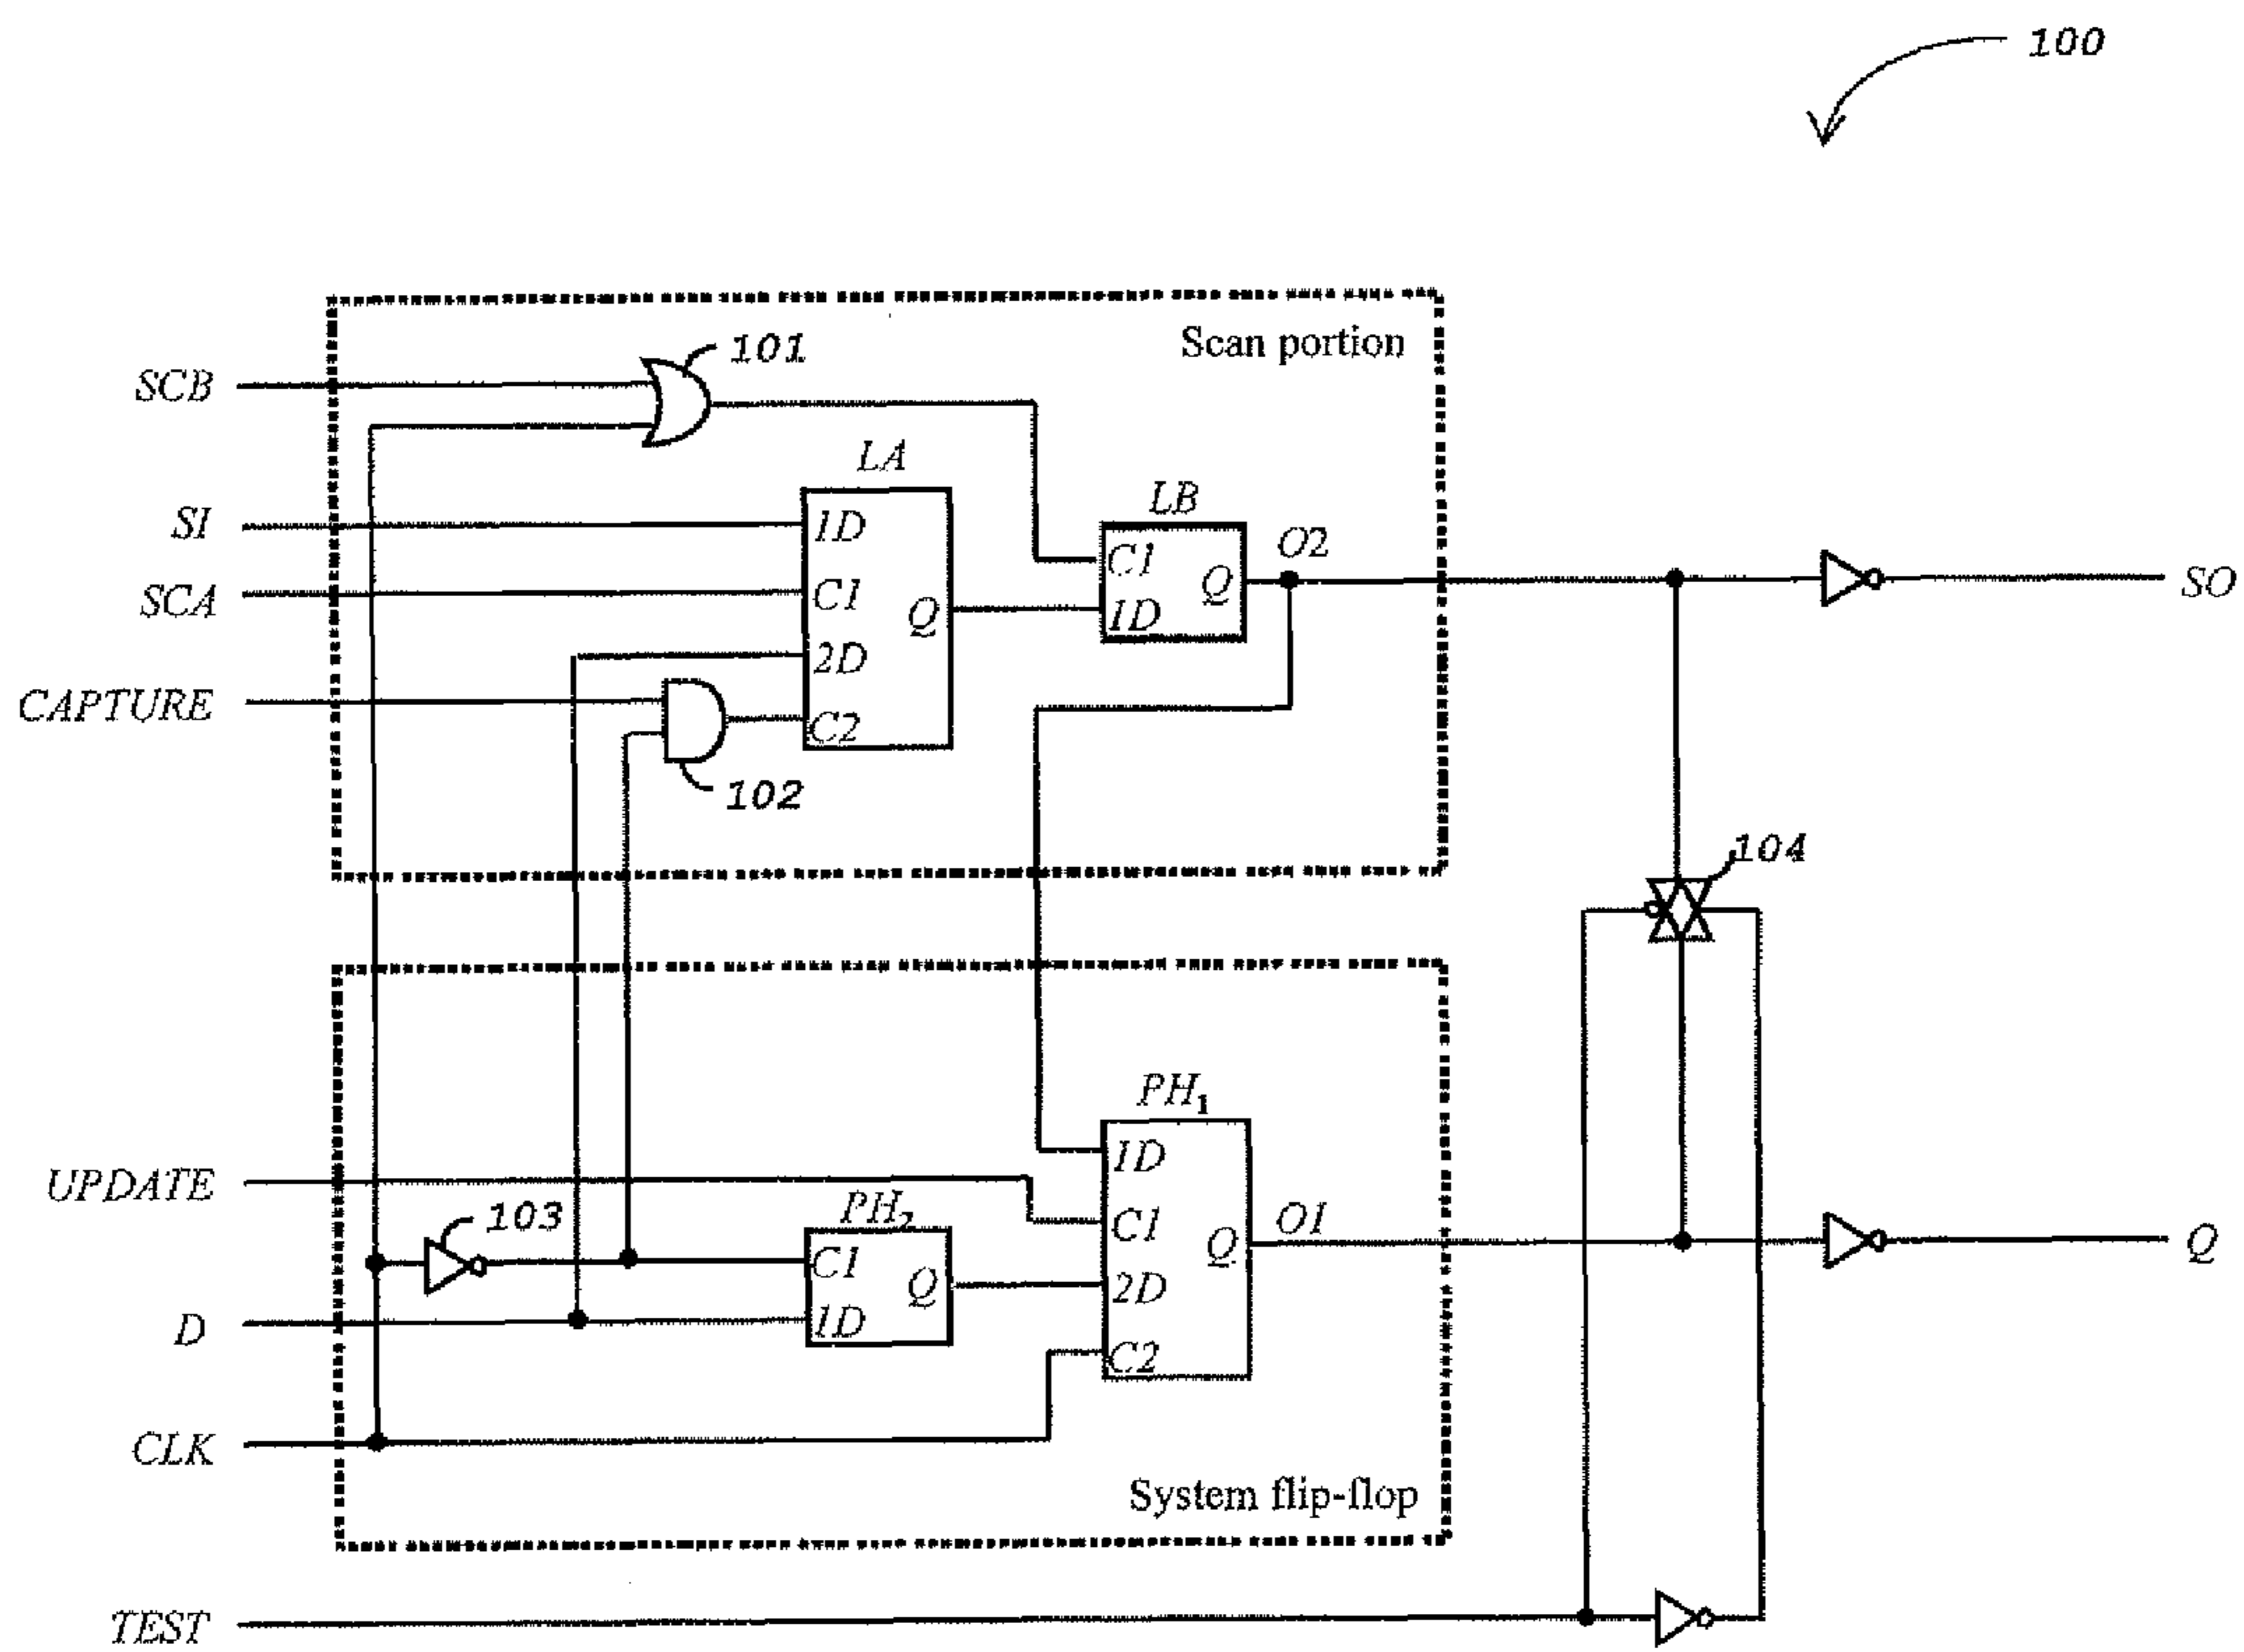 100
Scan portion
101
SCB
LA
LB
SI
1D
C1
Q
O2
SO
SCA
C1
Q
1D
2D
CAPTURE
C2
102
104
PH1
1D
UPDATE
103
PH2
C1
Q
O1
Q
C1
Q
2D
D
1D
C2
CLK
System flip-flop
TEST